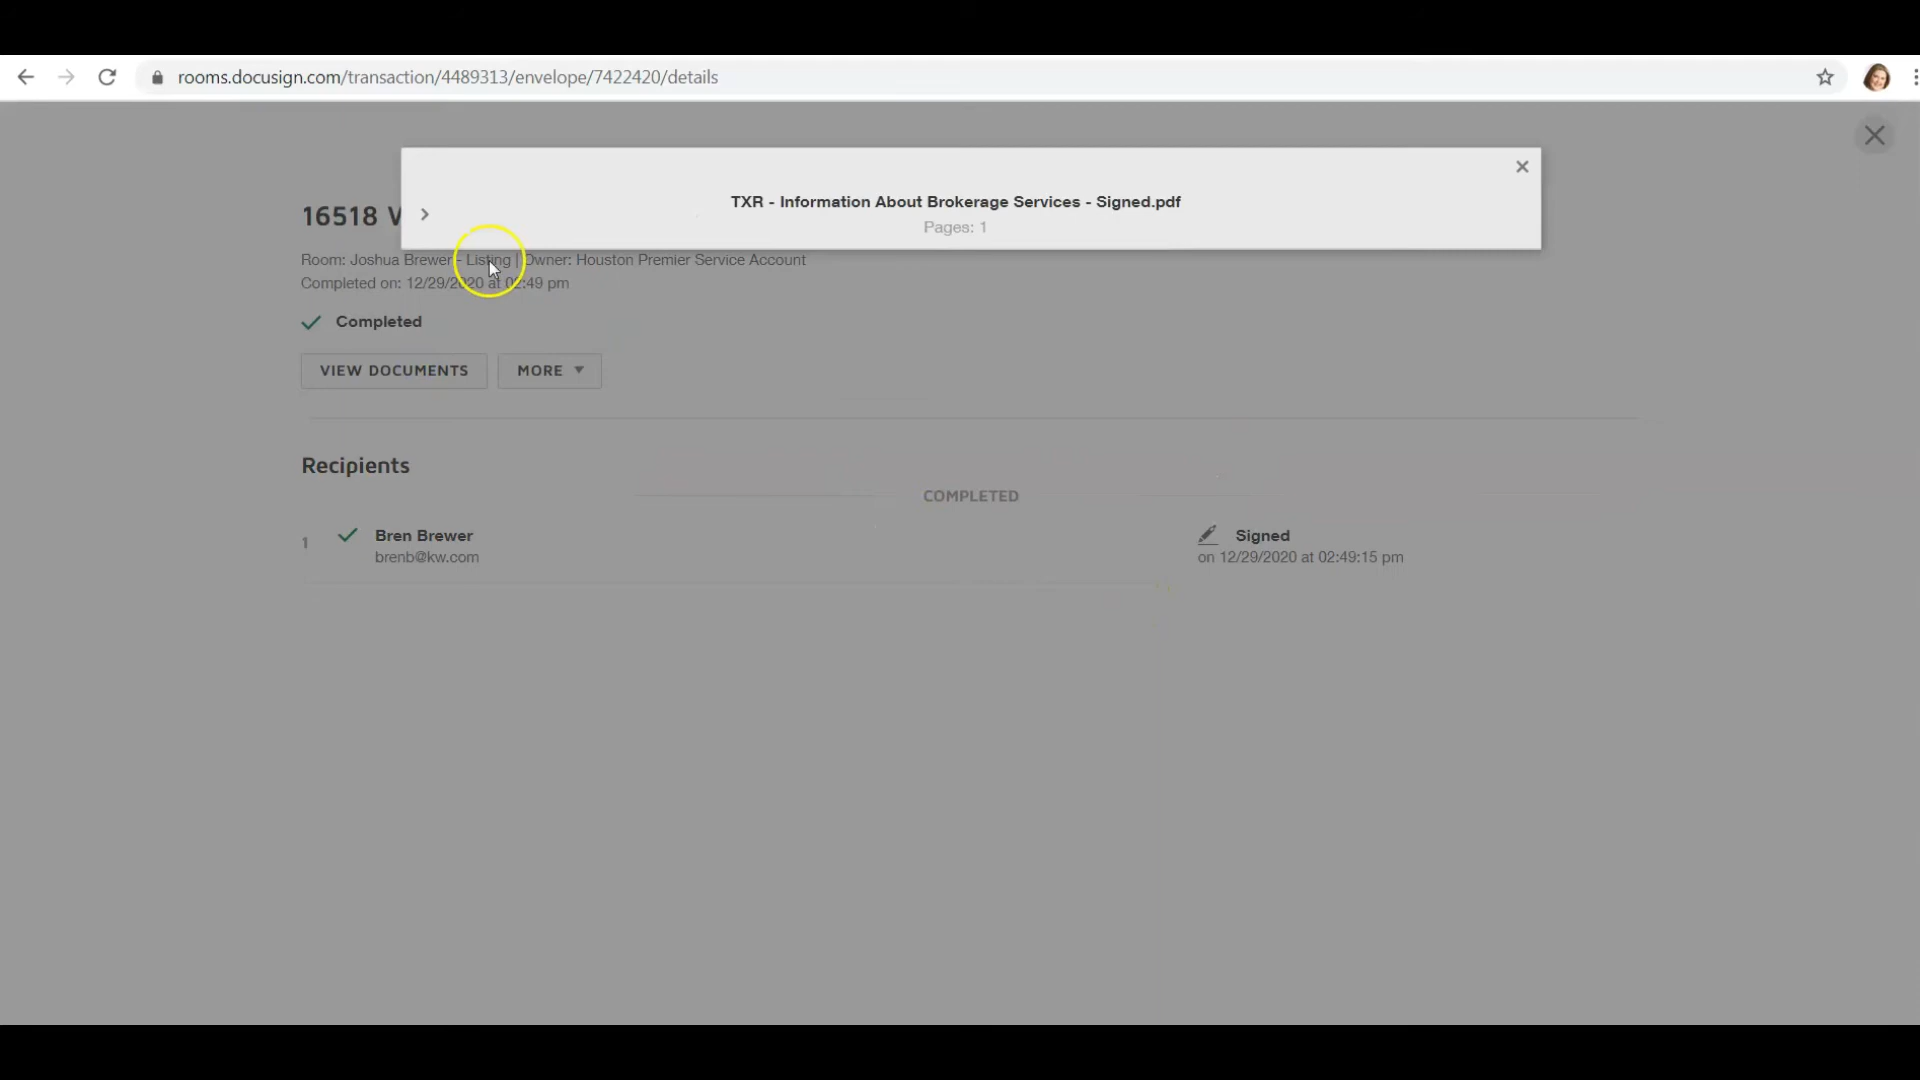 rooms.docusign.com/transaction/4489313/envelope/7422420/details
TXR - Information About Brokerage Services - Signed.pdf
Pages: 1
16518
Room: Joshua Brewer - Listing | Owner: Houston Premier Service Account
Completed on: 12/29/2020 at 02:49 pm
Completed
VIEW DOCUMENTS
MORE
Recipients
COMPLETED
1
Bren Brewer
Signed
brenb@kw.com
on 12/29/2020 at 02:49:15 pm